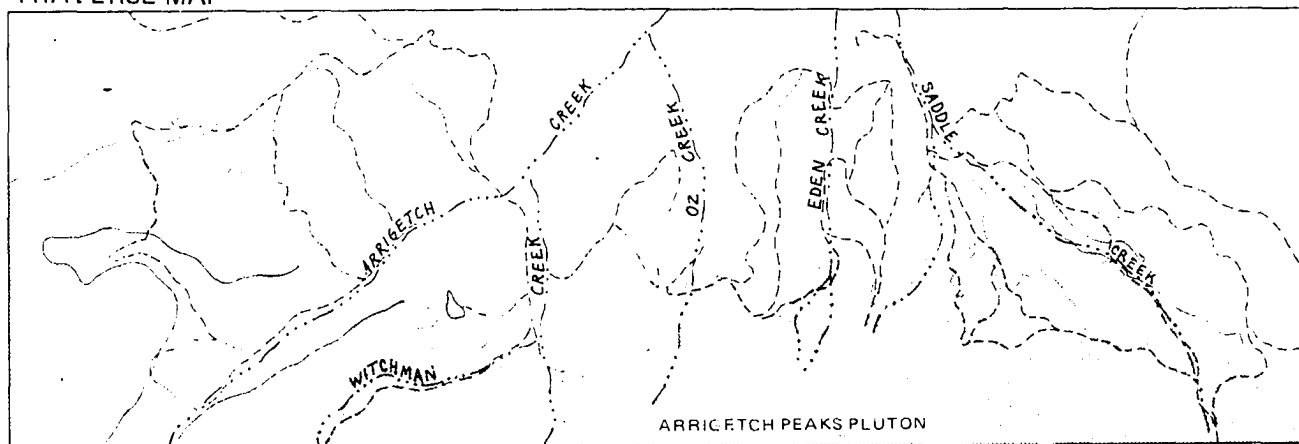 TRAVERSE MAP
CREEK
CREEK
OZ
EDEN CREEK
SADDLE
CREEK
ARRIGETCH
CREEK
WITCHMAN
ARRIGETCH PEAKS PLUTON